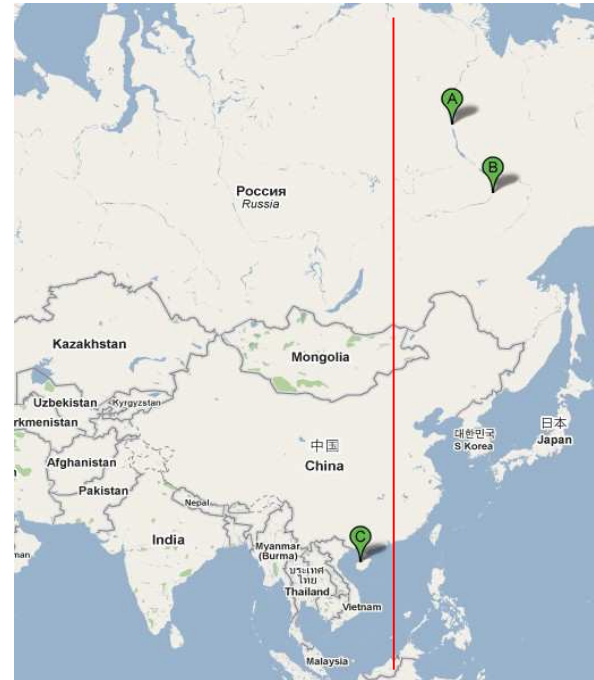 A
B
Россия
Russia
Kazakhstan
Mongolia
Uzbekistan
Kyrgyzstan
rkmenistan
대한민국
S Korea
日本
Japan
中国
China
Afghanistan
Pakistan
Nepal
India
C
Myanmar
(Burma)
man
ประเทศ
ไทย
Thailand
Vietnam
Malaysia